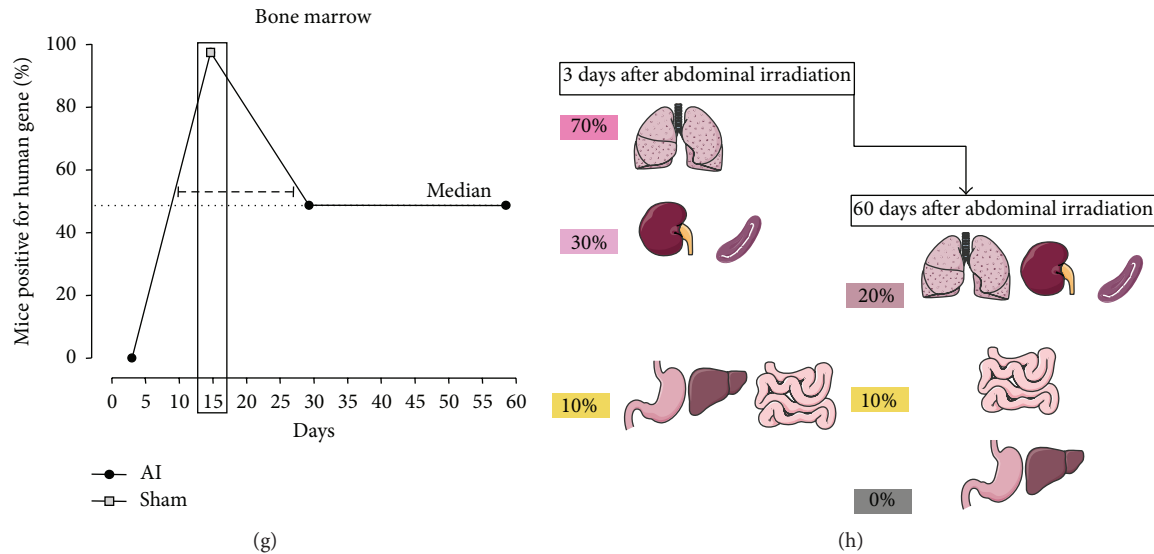 Bone marrow
Mice positive for human gene (%)
100
80
60
40
20
0
Median
0 5 10 15 20 25 30 35 40 45 50 55 60
Days
AI
Sham
(g)
3 days after abdominal irradiation
70%
30%
10%
60 days after abdominal irradiation
20%
10%
0%
(h)